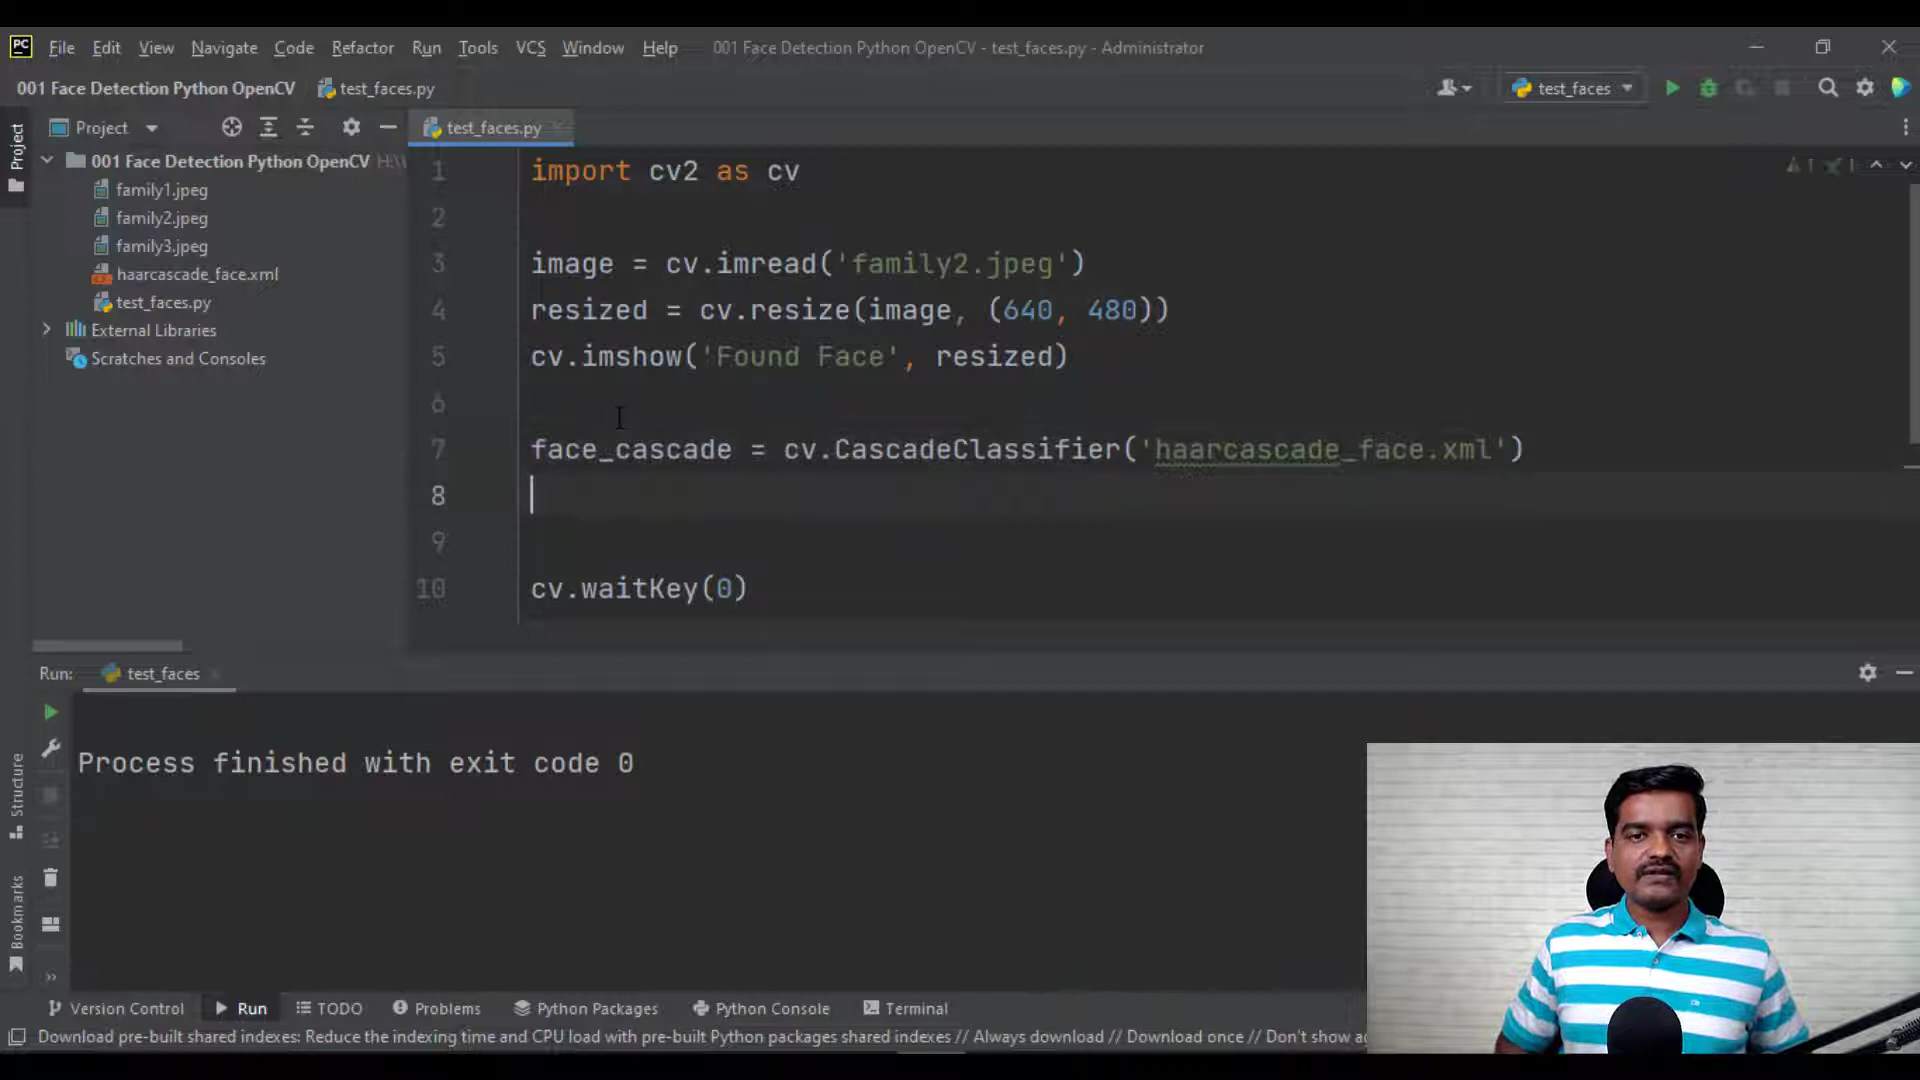 PC File Edit View Navigate Code Refactor Run Tools VCS Window Help 001 Face Detection Python OpenCV - test_faces.py - Administrator
001 Face Detection Python OpenCV test_faces.py test_faces
Project test_faces.py
Project
001 Face Detection Python OpenCV H:\
family1.jpeg
family2.jpeg
family3.jpeg
haarcascade_face.xml
test_faces.py
External Libraries
Scratches and Consoles
1 import cv2 as cv
2
3 image = cv.imread('family2.jpeg')
4 resized = cv.resize(image, (640, 480))
5 cv.imshow('Found Face', resized)
6
7 face_cascade = cv.CascadeClassifier('haarcascade_face.xml')
8
9
10 cv.waitKey(0)
1 1
Run: test_faces
Process finished with exit code 0
Structure
Bookmarks
Version Control Run TODO Problems Python Packages Python Console Terminal
Download pre-built shared indexes: Reduce the indexing time and CPU load with pre-built Python packages shared indexes // Always download // Download once // Don't show